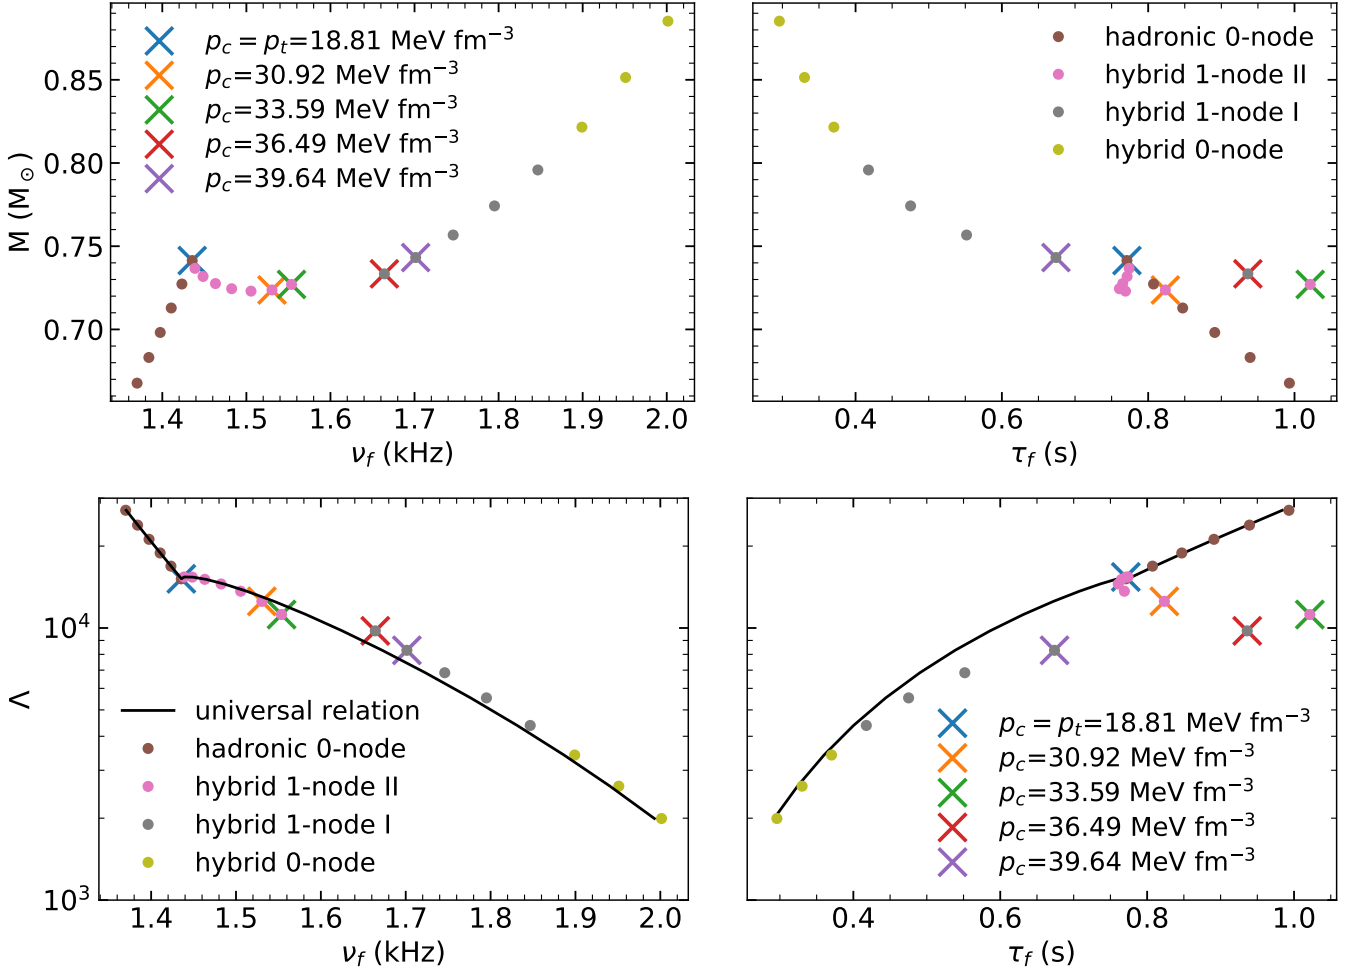 p_c = p_t=18.81 MeV fm⁻³
p_c=30.92 MeV fm⁻³
p_c=33.59 MeV fm⁻³
p_c=36.49 MeV fm⁻³
p_c=39.64 MeV fm⁻³
M (M⊙)
0.85
0.80
0.75
0.70
1.4 1.5 1.6 1.7 1.8 1.9 2.0
ν_f (kHz)
hadronic 0-node
hybrid 1-node II
hybrid 1-node I
hybrid 0-node
0.4 0.6 0.8 1.0
τ_f (s)
Λ
10⁴
10³
universal relation
hadronic 0-node
hybrid 1-node II
hybrid 1-node I
hybrid 0-node
1.4 1.5 1.6 1.7 1.8 1.9 2.0
ν_f (kHz)
p_c = p_t=18.81 MeV fm⁻³
p_c=30.92 MeV fm⁻³
p_c=33.59 MeV fm⁻³
p_c=36.49 MeV fm⁻³
p_c=39.64 MeV fm⁻³
0.4 0.6 0.8 1.0
τ_f (s)